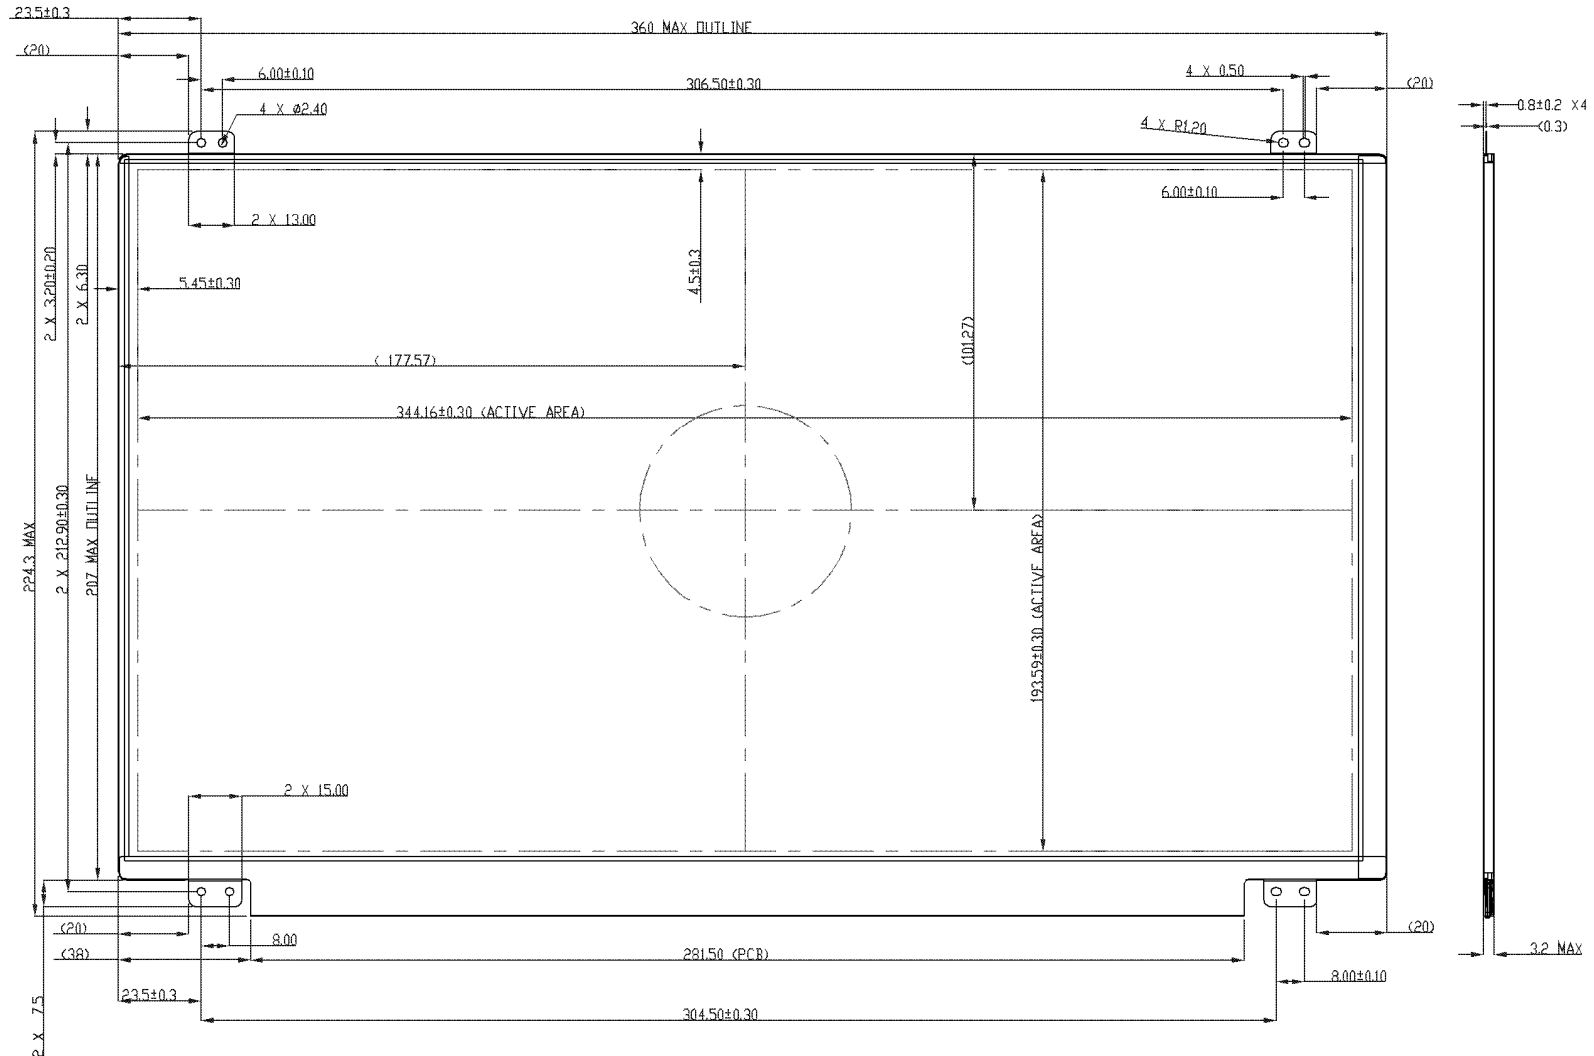 23.5±0.3
360 MAX OUTLINE
(20)
6.00±0.10
306.50±0.30
4 X 0.50
(20)
4 X ø2.40
4 X R1.20
0.8±0.2 X4
(0.3)
6.00±0.10
2 X 13.00
2 X 3.20±0.20
2 X 6.30
5.45±0.30
4.5±0.3
( 177.57)
(101.27)
344.16±0.30 (ACTIVE AREA)
224.3 MAX
2 X 212.90±0.30
207 MAX OUTLINE
193.59±0.30 (ACTIVE AREA)
2 X 15.00
(20)
8.00
(20)
(38)
281.50 (PCB)
3.2 MAX
8.00±0.10
23.5±0.3
2 X 7.5
304.50±0.30